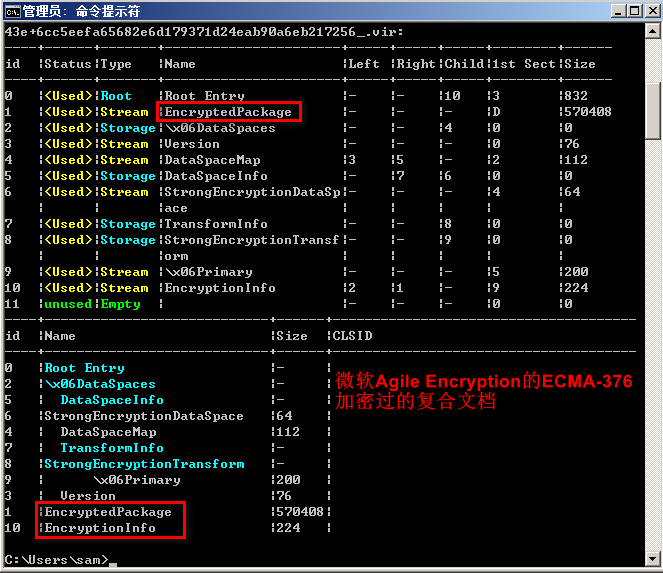 管理员: 命令提示符
43e+6cc5eefa65682e6d179371d24eab90a6eb217256_.vir:
id |Status|Type |Name |Left |Right|Child|1st Sect|Size
0 |<Used>|Root |Root Entry |- |- |10 |3 |832
1 |<Used>|Stream |EncryptedPackage |- |- |- |D |570408
2 |<Used>|Storage|\x06DataSpaces |- |- |4 |0 |0
3 |<Used>|Stream |Version |- |- |- |0 |76
4 |<Used>|Stream |DataSpaceMap |3 |5 |- |2 |112
5 |<Used>|Storage|DataSpaceInfo |- |7 |6 |0 |0
6 |<Used>|Stream |StrongEncryptionDataSp|- |- |- |4 |64
| | |ace | | | | |
7 |<Used>|Storage|TransformInfo |- |- |8 |0 |0
8 |<Used>|Storage|StrongEncryptionTransf|- |- |9 |0 |0
| | |orm | | | | |
9 |<Used>|Stream |\x06Primary |- |- |- |5 |200
10 |<Used>|Stream |EncryptionInfo |2 |1 |- |9 |224
11 |unused|Empty | |- |- |- |0 |0
id |Name |Size |CLSID
0 |Root Entry |- |
2 |\x06DataSpaces |- |
5 | DataSpaceInfo |- |
6 |StrongEncryptionDataSpace |64 |
4 | DataSpaceMap |112 |
7 | TransformInfo |- |
8 |StrongEncryptionTransform |- |
9 | \x06Primary |200 |
3 | Version |76 |
1 |EncryptedPackage |570408|
10 |EncryptionInfo |224 |
微软Agile Encryption的ECMA-376
加密过的复合文档
C:\Users\sam>_